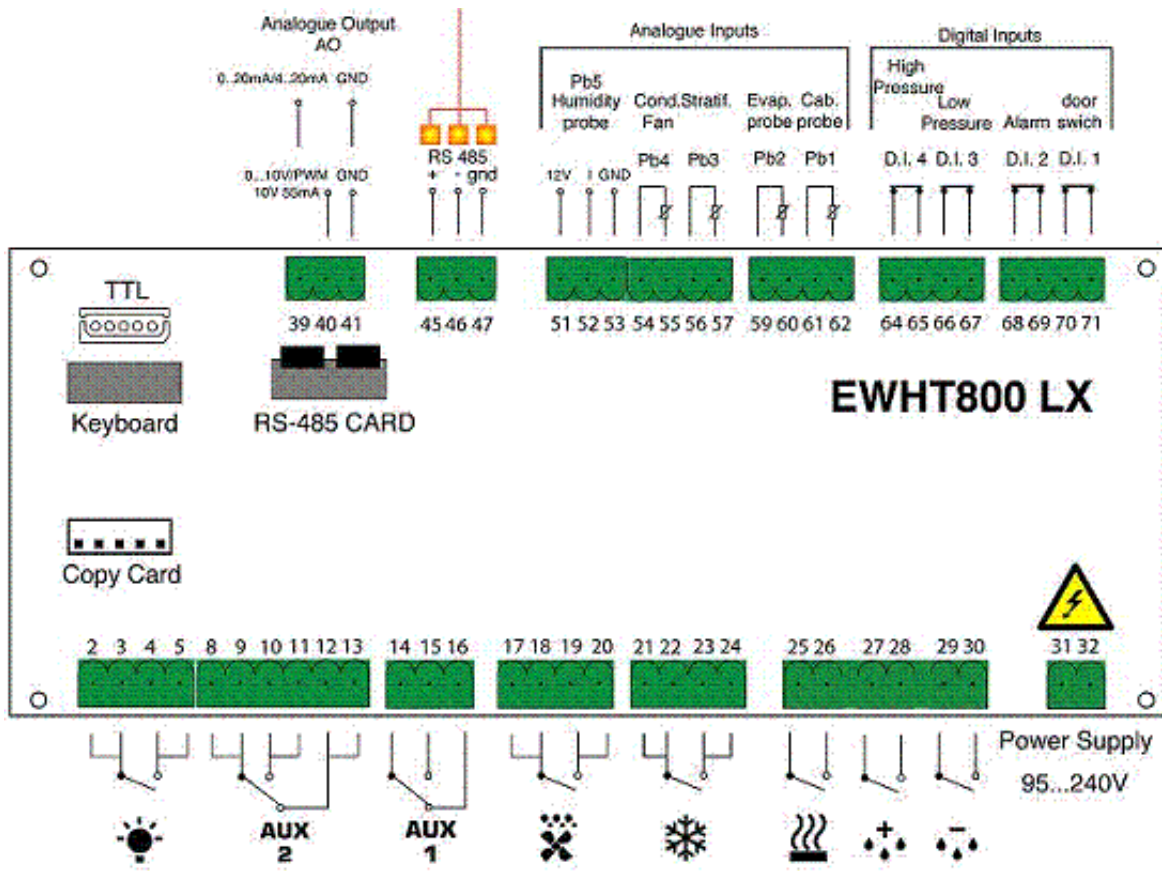 Analogue Output
AO
0..20mA/4..20mA GND
0...10V/PWM GND
10V 55mA
RS 485
+ - gnd
Analogue Inputs
Pb5
Humidity
probe
Cond.
Fan
Stratif.
Evap.
probe
Cab.
probe
12V I GND
Pb4 Pb3 Pb2 Pb1
Digital Inputs
High
Pressure
Low
Pressure
Alarm
door
swich
D.I. 4 D.I. 3 D.I. 2 D.I. 1
TTL
39 40 41 45 46 47 51 52 53 54 55 56 57 59 60 61 62 64 65 66 67 68 69 70 71
Keyboard
RS-485 CARD
EWHT800 LX
Copy Card
2 3 4 5 8 9 10 11 12 13 14 15 16 17 18 19 20 21 22 23 24 25 26 27 28 29 30 31 32
AUX
2
AUX
1
+ -
Power Supply
95...240V